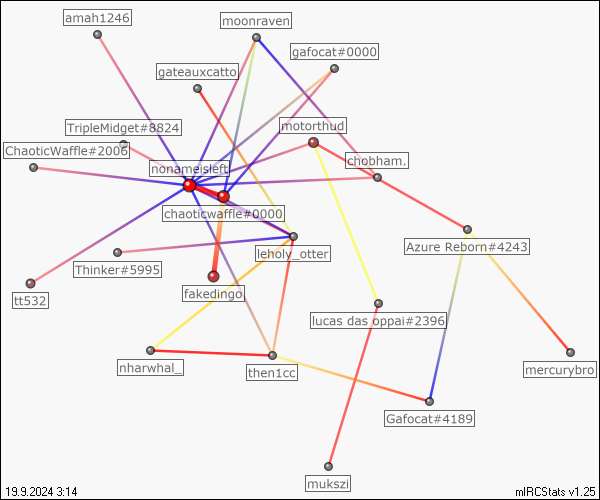 amah1246
moonraven
gafocat#0000
gateauxcatto
TripleMidget#8824
motorthud
ChaoticWaffle#2006
chobham.
nonameisleft
chaoticwaffle#0000
Azure Reborn#4243
leholy_otter
Thinker#5995
fakedingo
tt532
lucas das oppai#2396
nharwhal_
then1cc
mercurybro
Gafocat#4189
mukszi
19.9.2024 3:14
mIRCStats v1.25